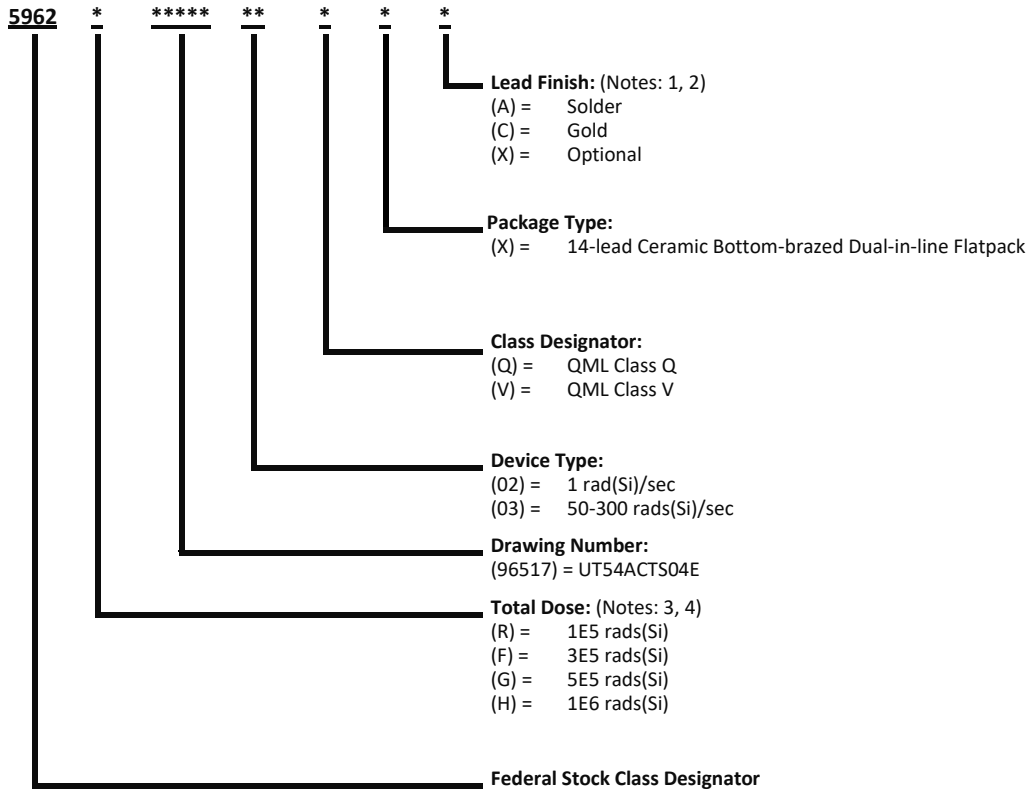 5962 * ***** ** * * *
Lead Finish: (Notes: 1, 2)
(A) = Solder
(C) = Gold
(X) = Optional
Package Type:
(X) = 14-lead Ceramic Bottom-brazed Dual-in-line Flatpack
Class Designator:
(Q) = QML Class Q
(V) = QML Class V
Device Type:
(02) = 1 rad(Si)/sec
(03) = 50-300 rads(Si)/sec
Drawing Number:
(96517) = UT54ACTS04E
Total Dose: (Notes: 3, 4)
(R) = 1E5 rads(Si)
(F) = 3E5 rads(Si)
(G) = 5E5 rads(Si)
(H) = 1E6 rads(Si)
Federal Stock Class Designator